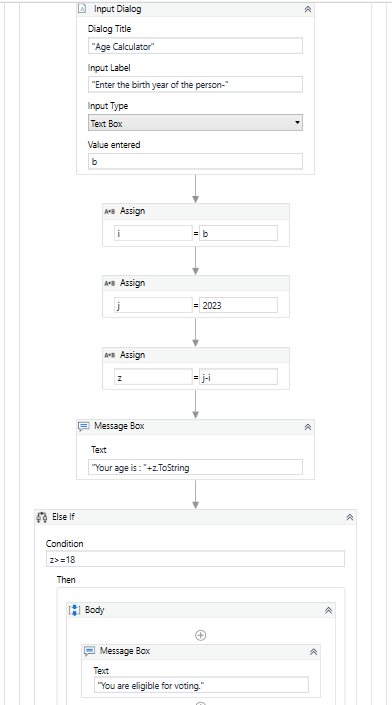 Input Dialog
Dialog Title
"Age Calculator"
Input Label
"Enter the birth year of the person-"
Input Type
Text Box
Value entered
b
A+B Assign
i = b
A+B Assign
j = 2023
A+B Assign
z = j-i
Message Box
Text
"Your age is : "+z.ToString
Else If
Condition
z>=18
Then
Body
Message Box
Text
"You are eligible for voting."